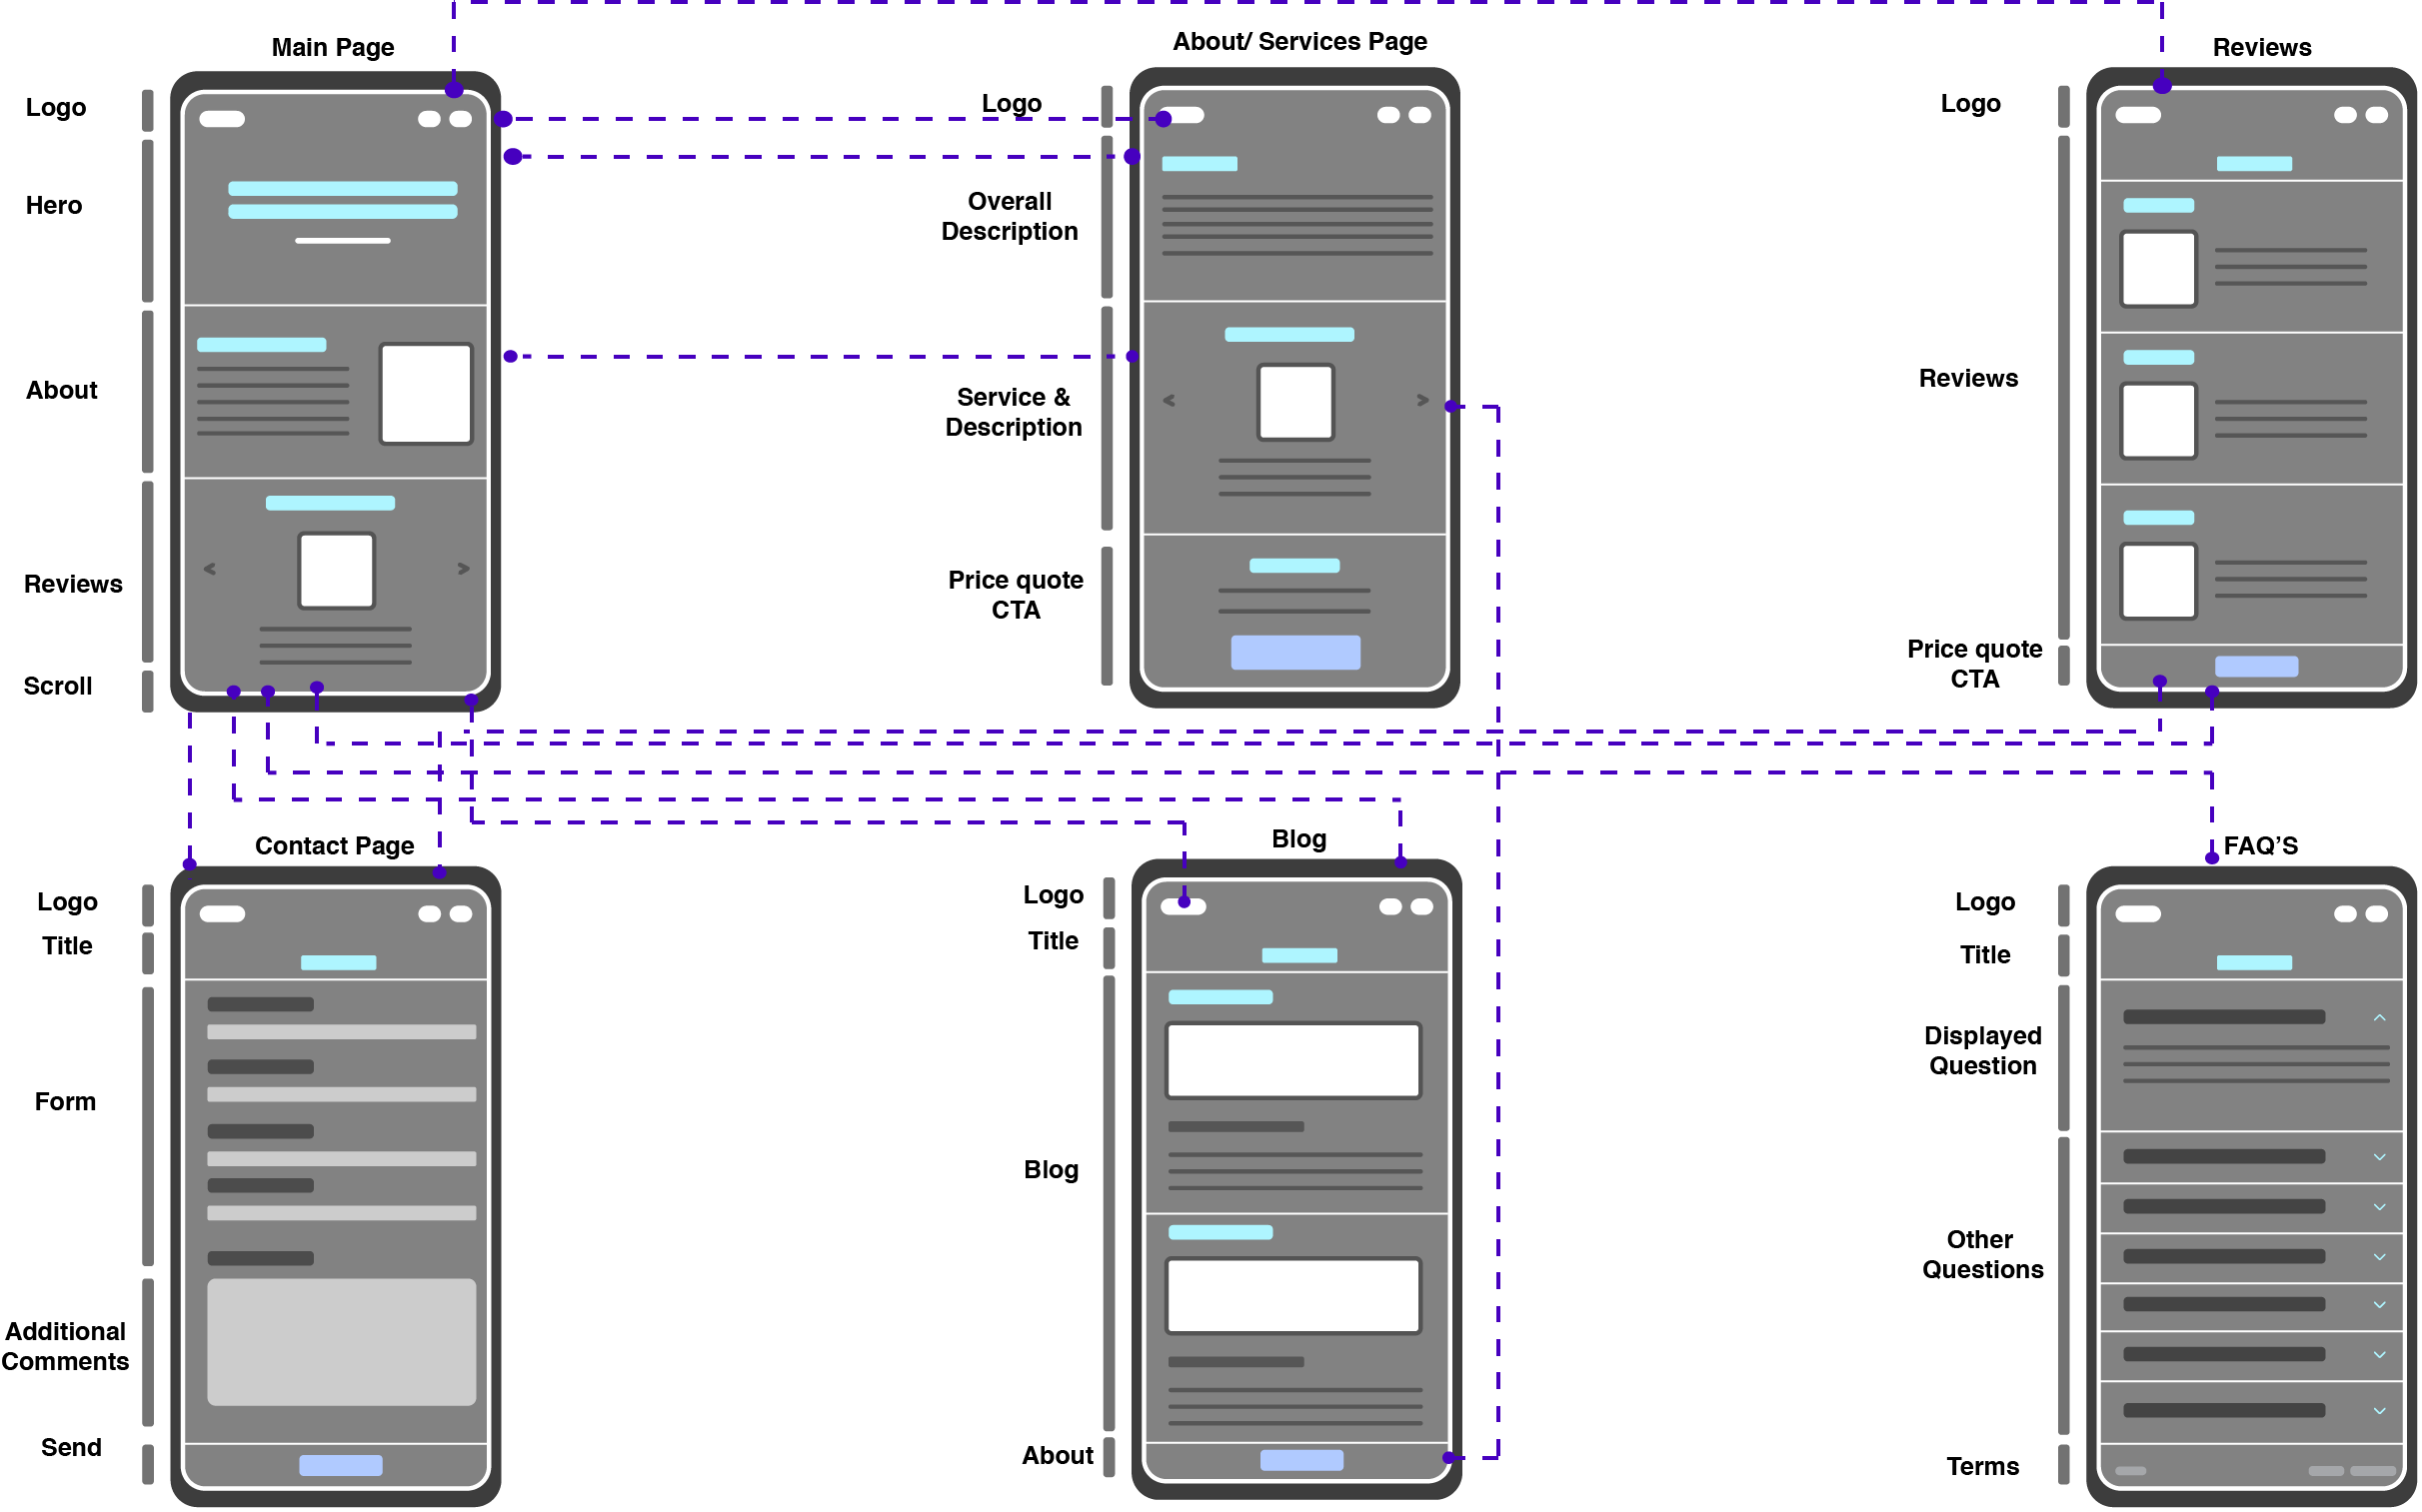 Main Page
Logo
Hero
About
Reviews
Scroll
About/ Services Page
Logo
Overall
Description
Service &
Description
Price quote
CTA
Reviews
Logo
Reviews
Price quote
CTA
Contact Page
Logo
Title
Form
Additional
Comments
Send
Blog
Logo
Title
Blog
About
FAQ’S
Logo
Title
Displayed
Question
Other
Questions
Terms